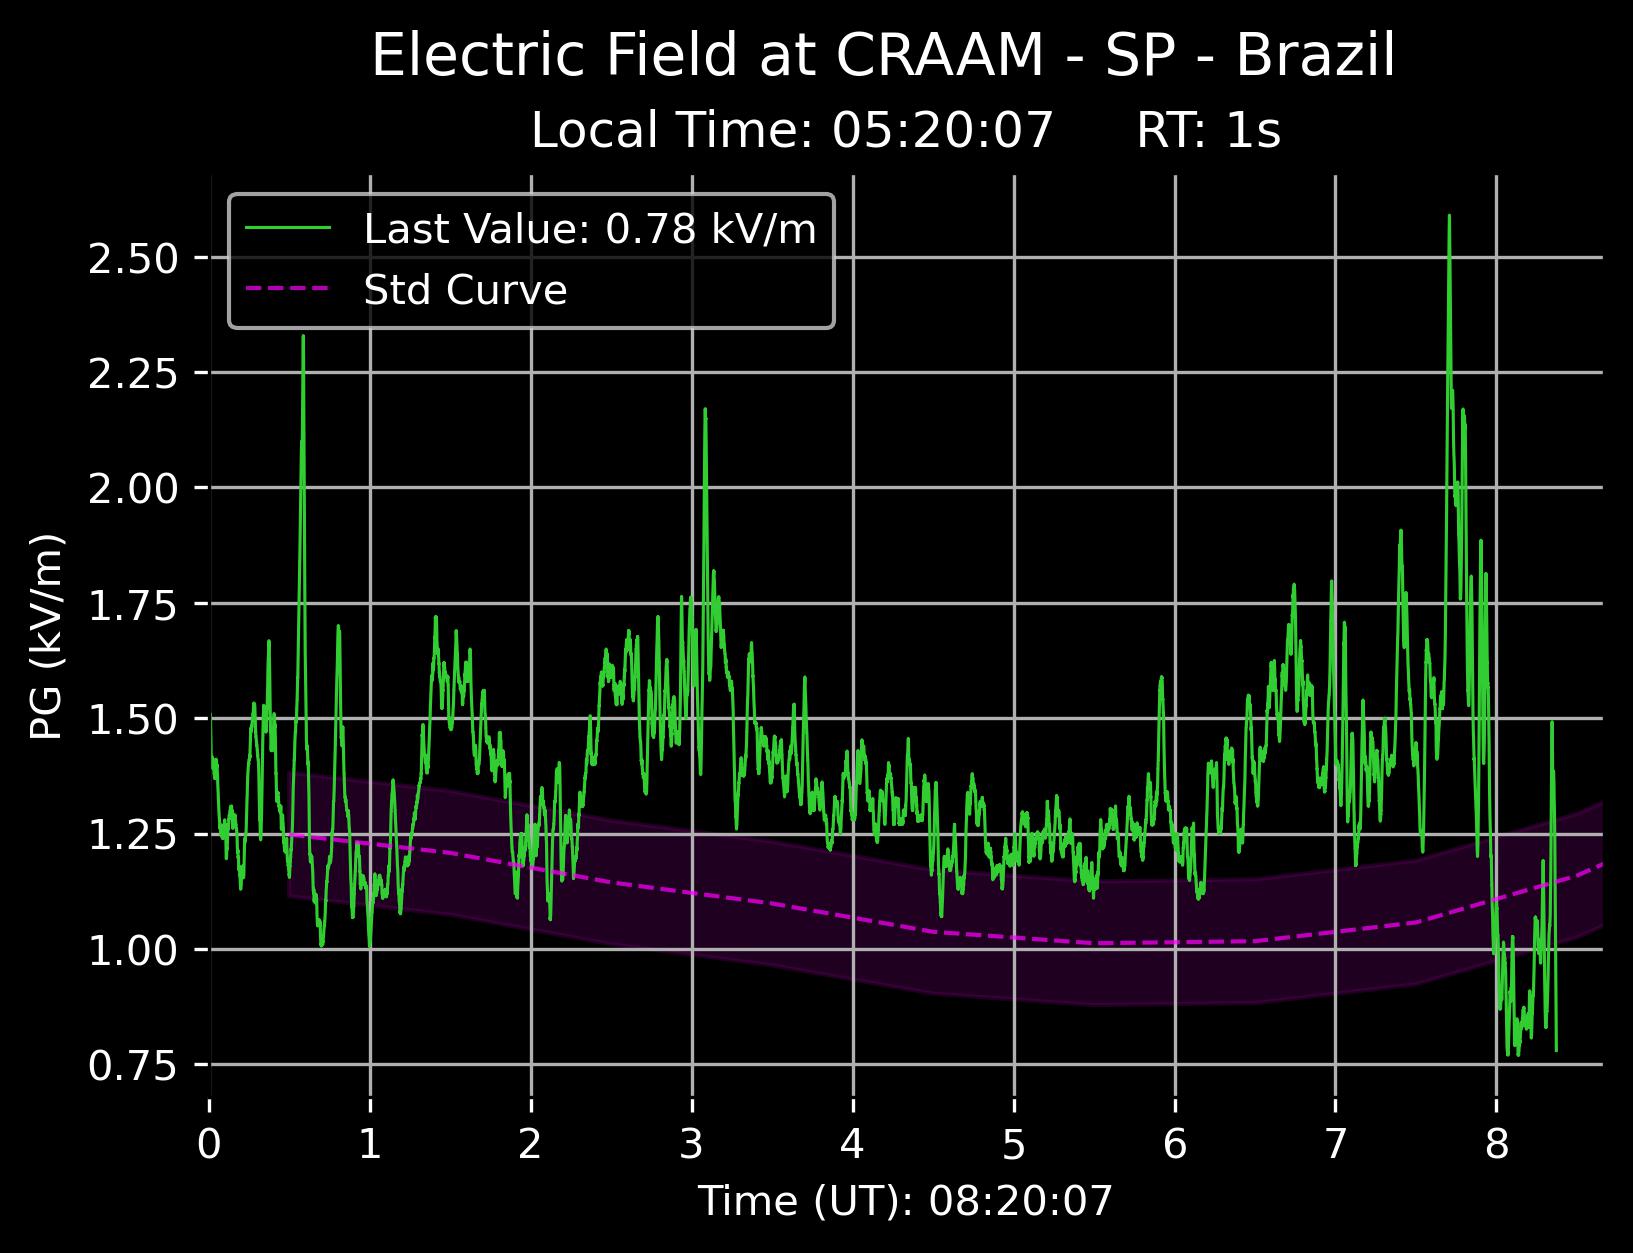 Electric Field at CRAAM - SP - Brazil
Local Time: 05:20:07 RT: 1s
Last Value: 0.78 kV/m
Std Curve
PG (kV/m)
2.50
2.25
2.00
1.75
1.50
1.25
1.00
0.75
0 1 2 3 4 5 6 7 8
Time (UT): 08:20:07